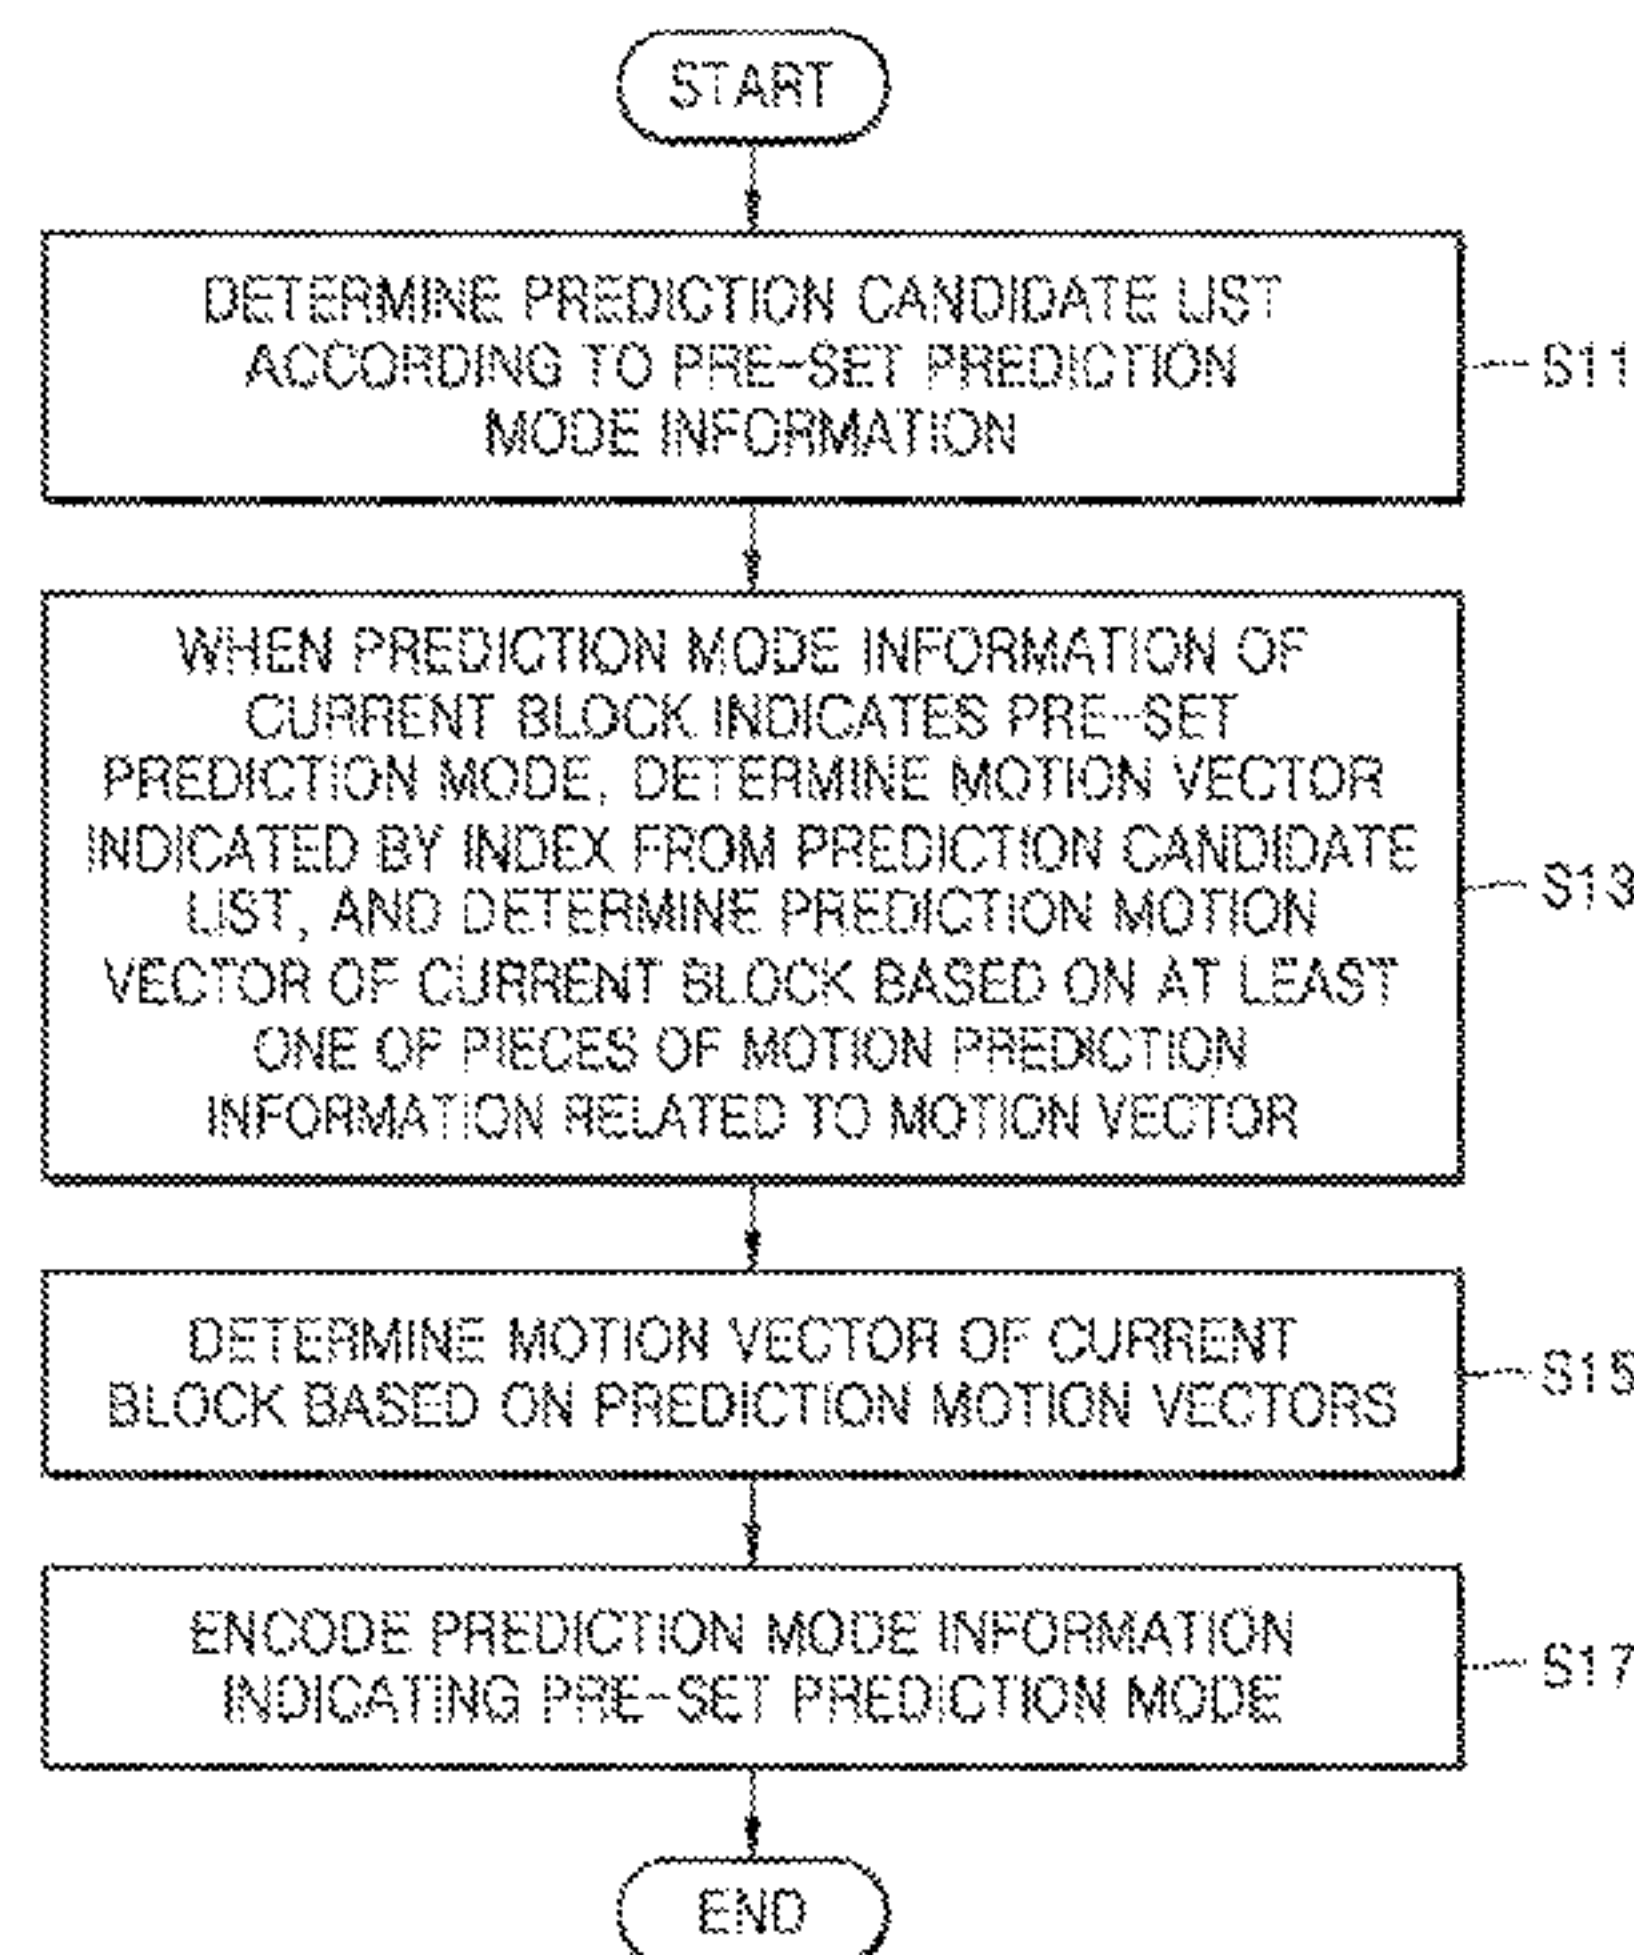 START
DETERMINE PREDICTION CANDIDATE LIST
ACCORDING TO PRE-SET PREDICTION
MODE INFORMATION
S11
WHEN PREDICTION MODE INFORMATION OF
CURRENT BLOCK INDICATES PRE-SET
PREDICTION MODE, DETERMINE MOTION VECTOR
INDICATED BY INDEX FROM PREDICTION CANDIDATE
LIST, AND DETERMINE PREDICTION MOTION
VECTOR OF CURRENT BLOCK BASED ON AT LEAST
ONE OF PIECES OF MOTION PREDICTION
INFORMATION RELATED TO MOTION VECTOR
S13
DETERMINE MOTION VECTOR OF CURRENT
BLOCK BASED ON PREDICTION MOTION VECTORS
S15
ENCODE PREDICTION MODE INFORMATION
INDICATING PRE-SET PREDICTION MODE
S17
END